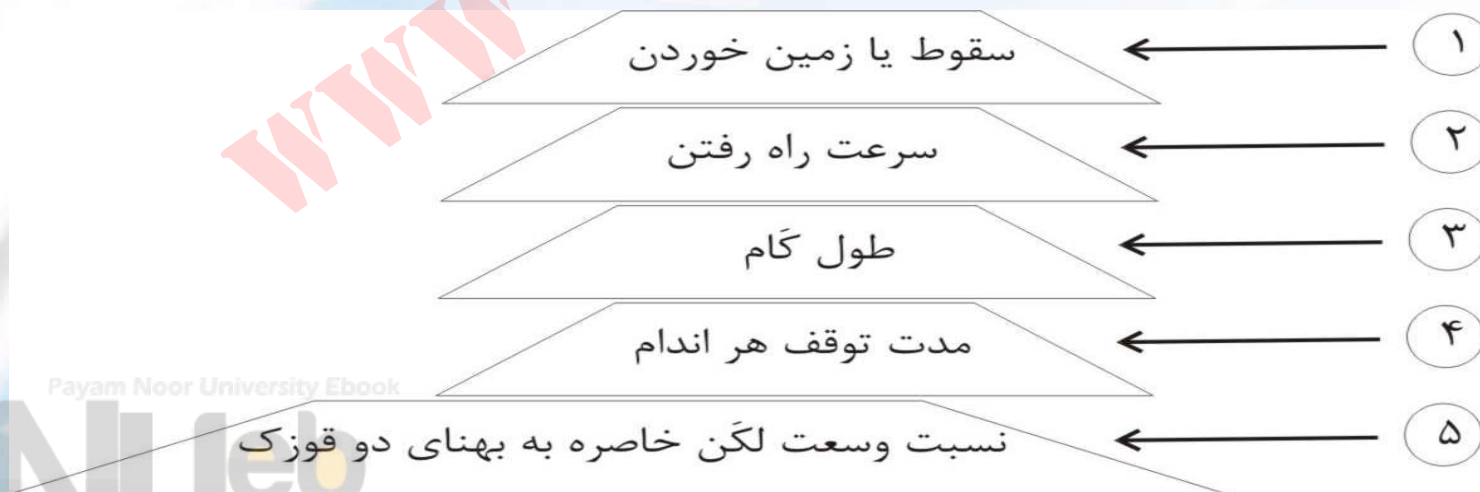 ۱ سقوط یا زمین خوردن
۲ سرعت راه رفتن
۳ طول کَام
۴ مدت توقف هر اندام
۵ نسبت وسعت لکَن خاصره به بهنای دو قوزک
WWW
Payam Noor University Ebook